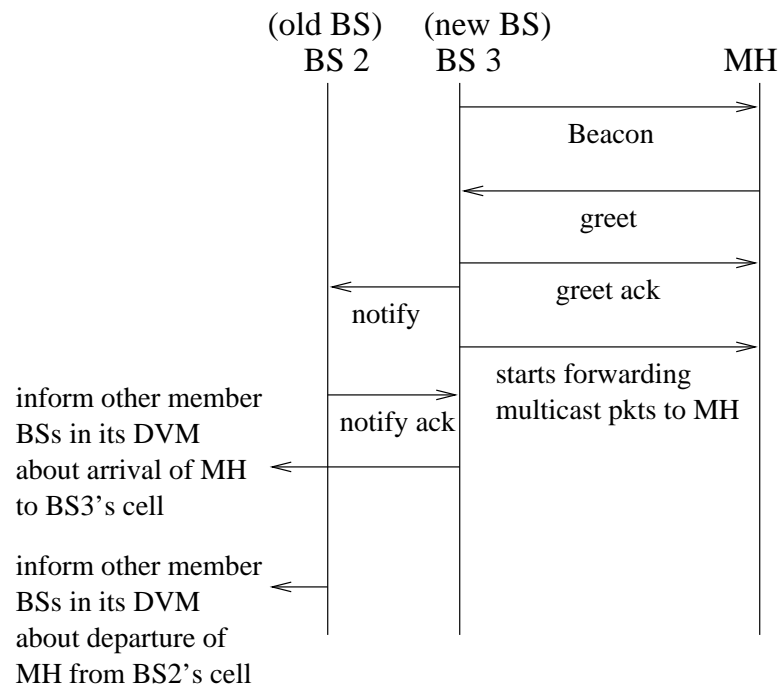 (old BS)
(new BS)
BS 2
BS 3
MH
Beacon
greet
greet ack
notify
starts forwarding
multicast pkts to MH
notify ack
inform other member
BSs in its DVM
about arrival of MH
to BS3's cell
inform other member
BSs in its DVM
about departure of
MH from BS2's cell